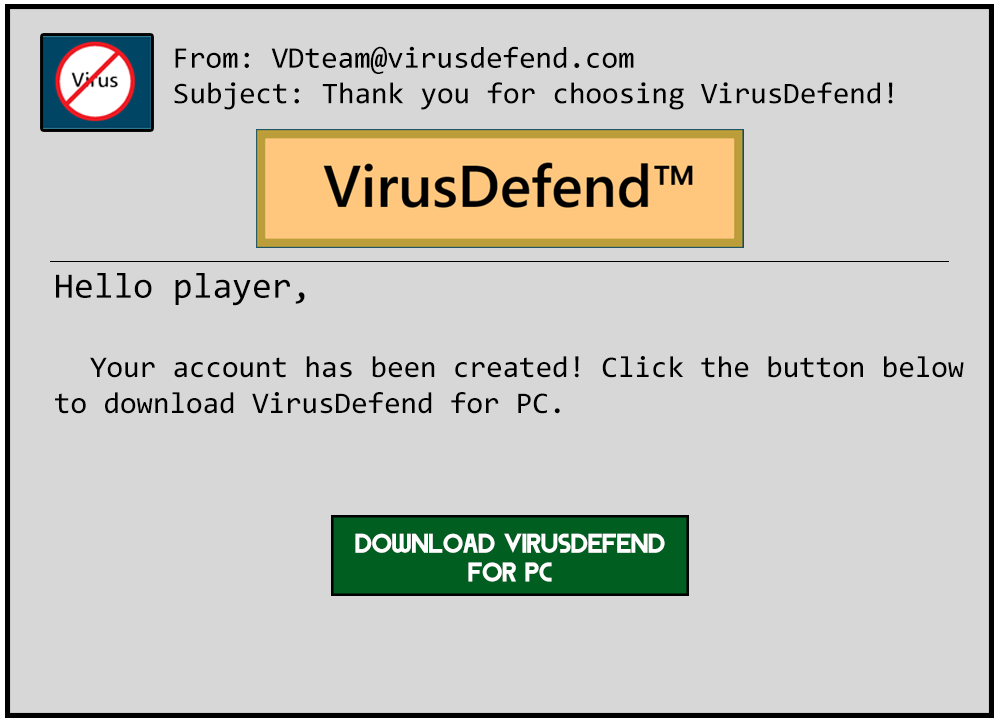 Virus
From: VDteam@virusdefend.com
Subject: Thank you for choosing VirusDefend!
VirusDefend™
Hello player,
Your account has been created! Click the button below
to download VirusDefend for PC.
DOWNLOAD VIRUSDEFEND
FOR PC